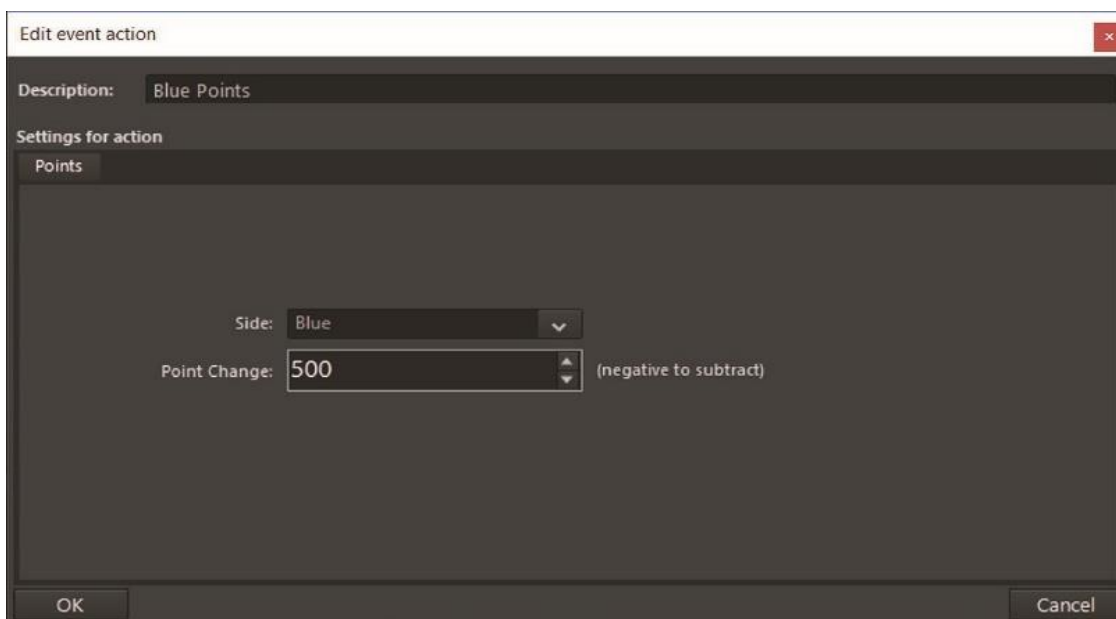 Edit event action
Description: Blue Points
Settings for action
Points
Side: Blue
Point Change: 500 (negative to subtract)
OK Cancel